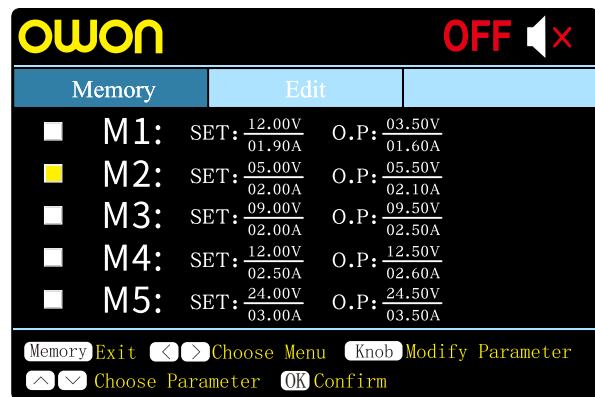 owon OFF
Memory Edit
M1: SET: 12.00V 01.90A O.P: 03.50V 01.60A
M2: SET: 05.00V 02.00A O.P: 05.50V 02.10A
M3: SET: 09.00V 02.00A O.P: 09.50V 02.50A
M4: SET: 12.00V 02.50A O.P: 12.50V 02.60A
M5: SET: 24.00V 03.00A O.P: 24.50V 03.50A
Memory Exit < > Choose Menu Knob Modify Parameter
Choose Parameter OK Confirm